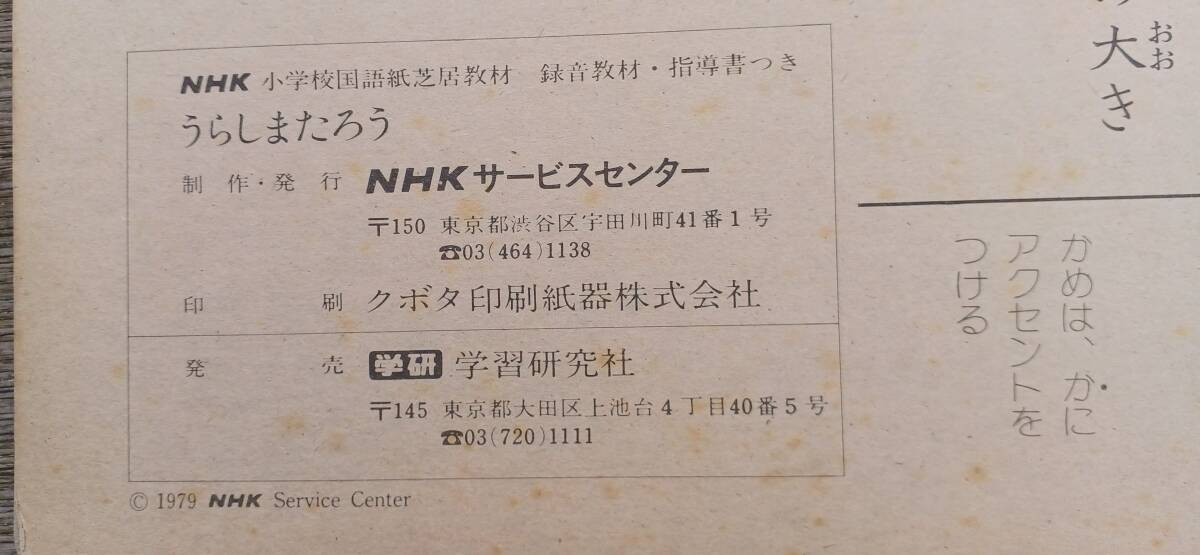 NHK 小学校国語紙芝居教材 録音教材・指導書つき
うらしまたろう
制作・発行 NHKサービスセンター
〒150 東京都渋谷区宇田川町41番1号
☎03(464)1138
印刷 クボタ印刷紙器株式会社
発売 学研 学習研究社
〒145 東京都大田区上池台4丁目40番5号
☎03(720)1111
© 1979 NHK Service Center
大き
おお
かめは、かに
アクセントを
つける